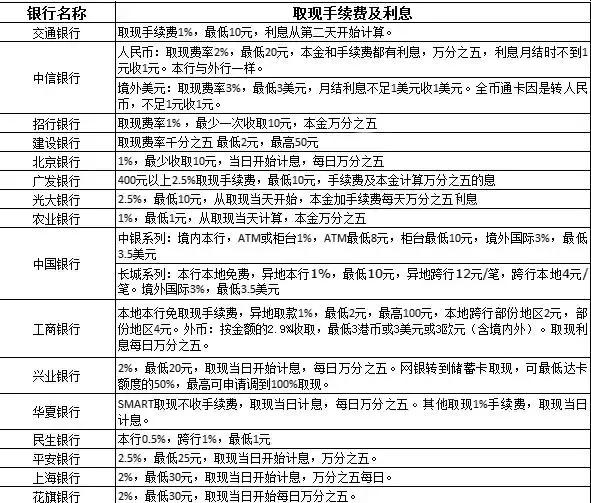 银行名称 取现手续费及利息
交通银行 取现手续费1%，最低10元，利息从第二天开始计算。
中信银行 人民币：取现费率2%，最低20元，本金和手续费都有利息，万分之五，利息月结时不到1
元收1元。本行与外行一样。
境外美元：取现费率3%，最低3美元，月结利息不足1美元收1美元。全币通卡因是转人民
币，不足1元收1元。
招行银行 取现费率1%，最少一次收取10元，本金万分之五
建设银行 取现费率千分之五 最低2元，最高50元
北京银行 1%，最少收取10元，当日开始计息，每日万分之五
广发银行 400元以上2.5%取现手续费，最低10元，手续费及本金计算万分之五的息
光大银行 2.5%，最低10元，从取现当天开始，本金加手续费每天万分之五利息
农业银行 1%，最低1元，从取现当天计算，本金万分之五
中国银行 中银系列：境内本行，ATM或柜台1%，ATM最低8元，柜台最低10元，境外国际3%，最低
3.5美元
长城系列：本行本地免费，异地本行1%，最低10元，异地跨行12元/笔，跨行本地4元/
笔。境外国际3%，最低3.5美元
工商银行 本地本行免取现手续费，异地取款1%，最低2元，最高100元，本地跨行部份地区2元，部
份地区4元。外币：按金额的2.9%收取，最低3港币或3美元或3欧元（含境内外）。取现利
息每日万分之五。
兴业银行 2%，最低20元，取现当日开始计息，每日万分之五。网银转到储蓄卡取现，可最低达卡
额度的50%，最高可申请调到100%取现。
华夏银行 SMART取现不收手续费，取现当日计息，每日万分之五。其他取现1%手续费，取现当日
计息。
民生银行 本行0.5%，跨行1%，最低1元
平安银行 2.5%，最低25元，取现当日开始计息，万分之五。
上海银行 2%，最低30元，取现当日开始计息，万分之五每日。
花旗银行 2%，最低30元，取现当日开始每日万分之五。